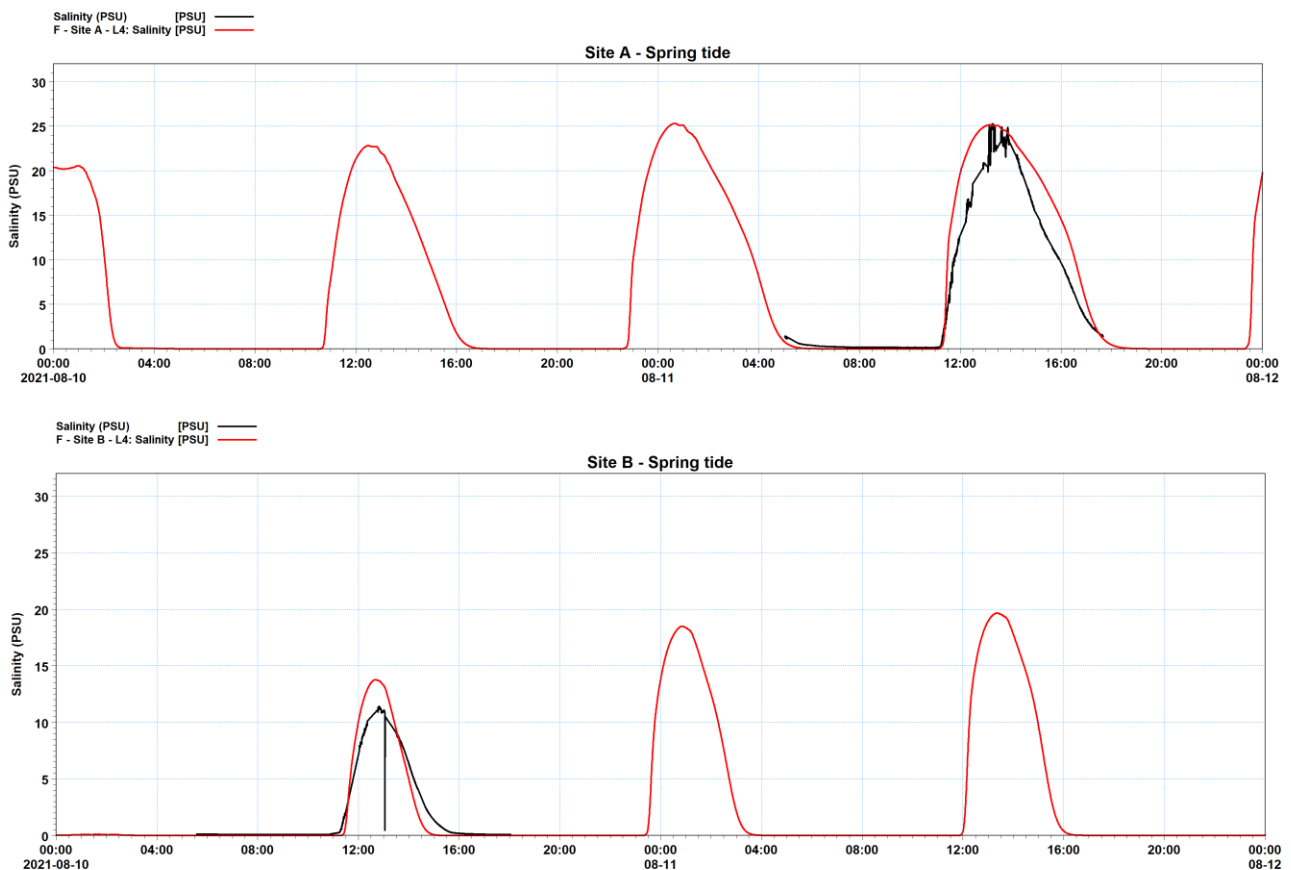 Salinity (PSU) [PSU]
F - Site A - L4: Salinity [PSU]
Site A - Spring tide
Salinity (PSU)
30
25
20
15
10
5
0
00:00 04:00 08:00 12:00 16:00 20:00 00:00 04:00 08:00 12:00 16:00 20:00 00:00
2021-08-10 08-11 08-12
Salinity (PSU) [PSU]
F - Site B - L4: Salinity [PSU]
Site B - Spring tide
Salinity (PSU)
30
25
20
15
10
5
0
00:00 04:00 08:00 12:00 16:00 20:00 00:00 04:00 08:00 12:00 16:00 20:00 00:00
2021-08-10 08-11 08-12